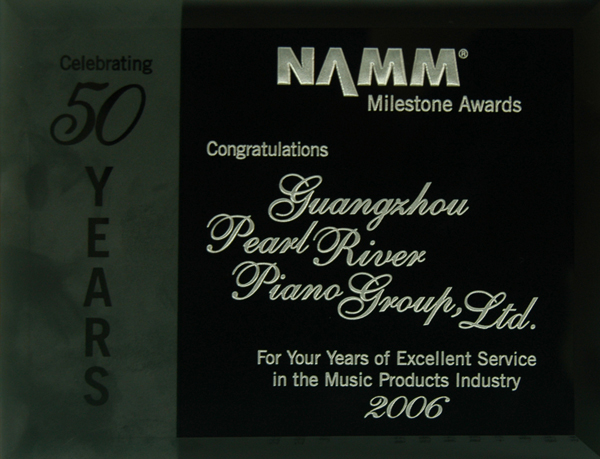 Celebrating
50
YEARS
NAMM®
Milestone Awards
Congratulations
Guangzhou
Pearl River
Piano Group, Ltd.
For Your Years of Excellent Service
in the Music Products Industry
2006